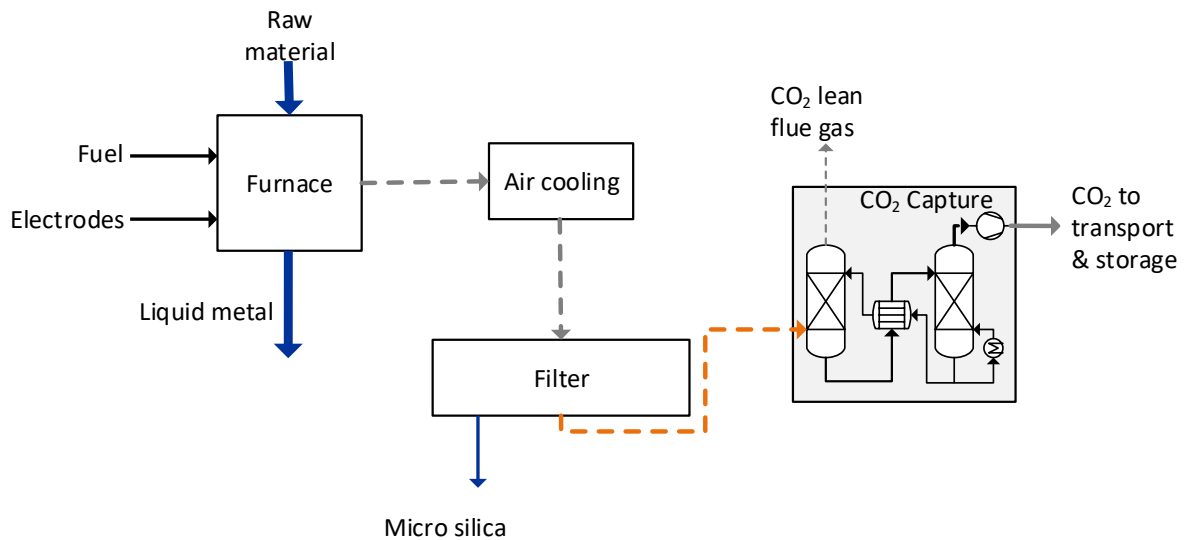 Raw
material
Fuel
Electrodes
Furnace
Liquid metal
Air cooling
Filter
Micro silica
CO₂ lean
flue gas
CO₂ Capture
CO₂ to
transport
& storage
M